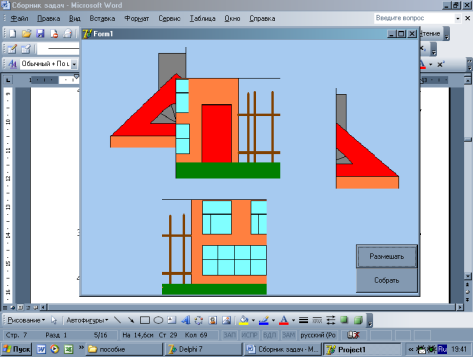 Сборник задач - Microsoft Word
Файл Правка Вид Вставка Формат Сервис Таблица Окно Справка
Введите вопрос
Чтение
Обычный + По ш
Form1
Размешать
Собрать
Рисование Автофигуры
Стр. 7 Разд 1 5/16 На 14,6см Ст 29 Кол 69 ЗАП ИСПР ВДЛ ЗАМ русский (Ро
Пуск пособие Delphi 7 Сборник задач - М... Project1 Ru 19:41